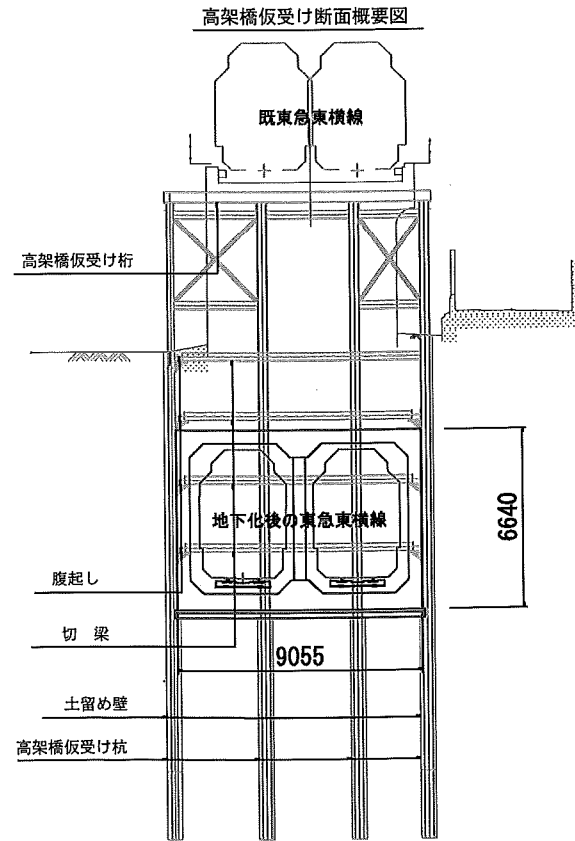 高架橋仮受け断面概要図
既東急東横線
高架橋仮受け桁
地下化後の東急東横線
6640
腹起し
切 梁
9055
土留め壁
高架橋仮受け杭